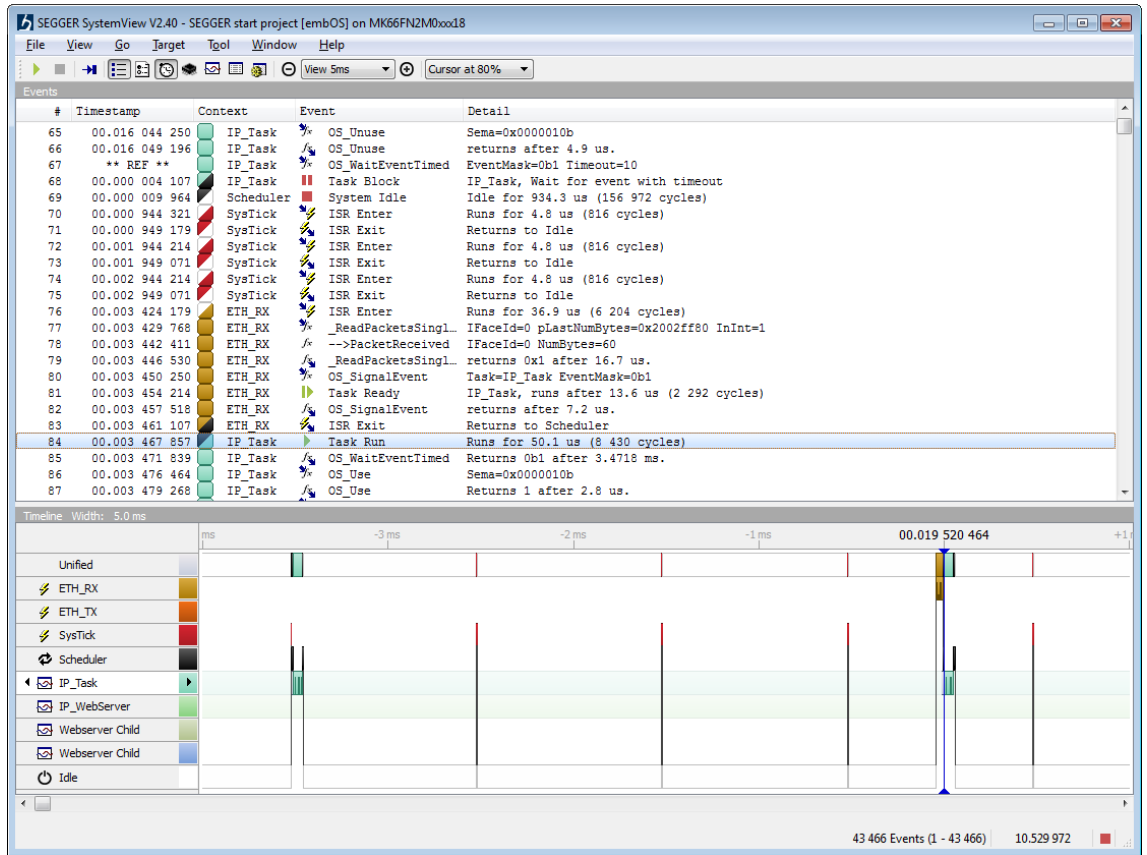 SEGGER SystemView V2.40 - SEGGER start project [embOS] on MK66FN2M0xxx18
File View Go Target Tool Window Help
View 5ms Cursor at 80%
Events
# Timestamp Context Event Detail
65 00.016 044 250 IP_Task OS_Unuse Sema=0x0000010b
66 00.016 049 196 IP_Task OS_Unuse returns after 4.9 us.
67 ** REF ** IP_Task OS_WaitEventTimed EventMask=0b1 Timeout=10
68 00.000 004 107 IP_Task Task Block IP_Task, Wait for event with timeout
69 00.000 009 964 Scheduler System Idle Idle for 934.3 us (156 972 cycles)
70 00.000 944 321 SysTick ISR Enter Runs for 4.8 us (816 cycles)
71 00.000 949 179 SysTick ISR Exit Returns to Idle
72 00.001 944 214 SysTick ISR Enter Runs for 4.8 us (816 cycles)
73 00.001 949 071 SysTick ISR Exit Returns to Idle
74 00.002 944 214 SysTick ISR Enter Runs for 4.8 us (816 cycles)
75 00.002 949 071 SysTick ISR Exit Returns to Idle
76 00.003 424 179 ETH_RX ISR Enter Runs for 36.9 us (6 204 cycles)
77 00.003 429 768 ETH_RX _ReadPacketsSingl... IFaceId=0 pLastNumBytes=0x2002ff80 InInt=1
78 00.003 442 411 ETH_RX -->PacketReceived IFaceId=0 NumBytes=60
79 00.003 446 530 ETH_RX _ReadPacketsSingl... returns 0x1 after 16.7 us.
80 00.003 450 250 ETH_RX OS_SignalEvent Task=IP_Task EventMask=0b1
81 00.003 454 214 ETH_RX Task Ready IP_Task, runs after 13.6 us (2 292 cycles)
82 00.003 457 518 ETH_RX OS_SignalEvent returns after 7.2 us.
83 00.003 461 107 ETH_RX ISR Exit Returns to Scheduler
84 00.003 467 857 IP_Task Task Run Runs for 50.1 us (8 430 cycles)
85 00.003 471 839 IP_Task OS_WaitEventTimed Returns 0b1 after 3.4718 ms.
86 00.003 476 464 IP_Task OS_Use Sema=0x0000010b
87 00.003 479 268 IP_Task OS_Use Returns 1 after 2.8 us.
Timeline Width: 5.0 ms
ms -3 ms -2 ms -1 ms 00.019 520 464 +1
Unified
ETH_RX
ETH_TX
SysTick
Scheduler
IP_Task
IP_WebServer
Webserver Child
Webserver Child
Idle
43 466 Events (1 - 43 466) 10.529 972